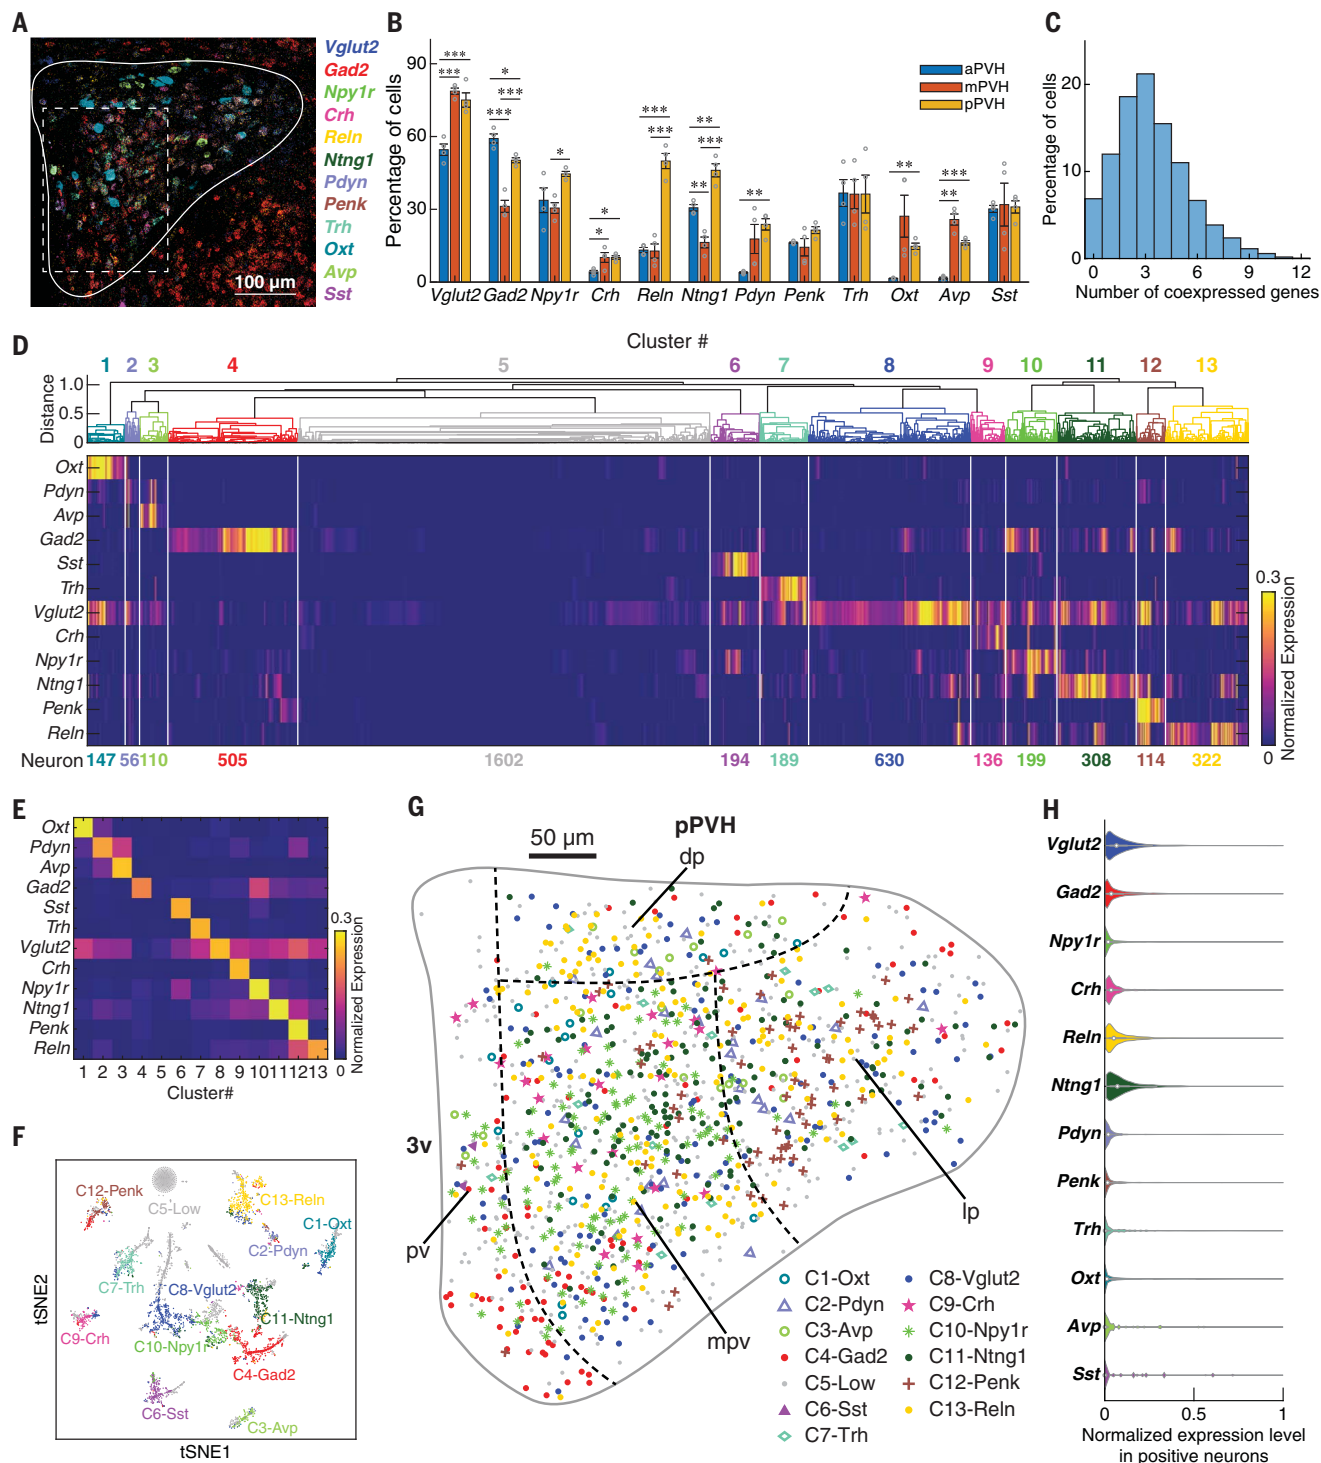 A
Vglut2
Gad2
Npy1r
Crh
Reln
Ntng1
Pdyn
Penk
Trh
Oxt
Avp
Sst
100 µm
B
Percentage of cells
90
60
30
0
*** *** * *** *** * * * *** *** ** *** ** ** ** *** **
aPVH
mPVH
pPVH
Vglut2 Gad2 Npy1r Crh Reln Ntng1 Pdyn Penk Trh Oxt Avp Sst
C
Percentage of cells
20
10
0
0 3 6 9 12
Number of coexpressed genes
D
Cluster #
1 2 3 4 5 6 7 8 9 10 11 12 13
Distance
1.0
0.5
0
Oxt
Pdyn
Avp
Gad2
Sst
Trh
Vglut2
Crh
Npy1r
Ntng1
Penk
Reln
Neuron 147 56 110 505 1602 194 189 630 136 199 308 114 322
0.3
Normalized Expression
0
E
Oxt
Pdyn
Avp
Gad2
Sst
Trh
Vglut2
Crh
Npy1r
Ntng1
Penk
Reln
1 2 3 4 5 6 7 8 9 10 11 12 13
Cluster#
0.3
Normalized Expression
0
F
C12-Penk
C5-Low
C13-Reln
C1-Oxt
C2-Pdyn
C7-Trh
C8-Vglut2
C11-Ntng1
C9-Crh
C10-Npy1r
C4-Gad2
C6-Sst
C3-Avp
tSNE2
tSNE1
G
50 µm
pPVH
dp
3v
pv
lp
mpv
C1-Oxt
C2-Pdyn
C3-Avp
C4-Gad2
C5-Low
C6-Sst
C7-Trh
C8-Vglut2
C9-Crh
C10-Npy1r
C11-Ntng1
C12-Penk
C13-Reln
H
Vglut2
Gad2
Npy1r
Crh
Reln
Ntng1
Pdyn
Penk
Trh
Oxt
Avp
Sst
0 0.5 1
Normalized expression level
in positive neurons